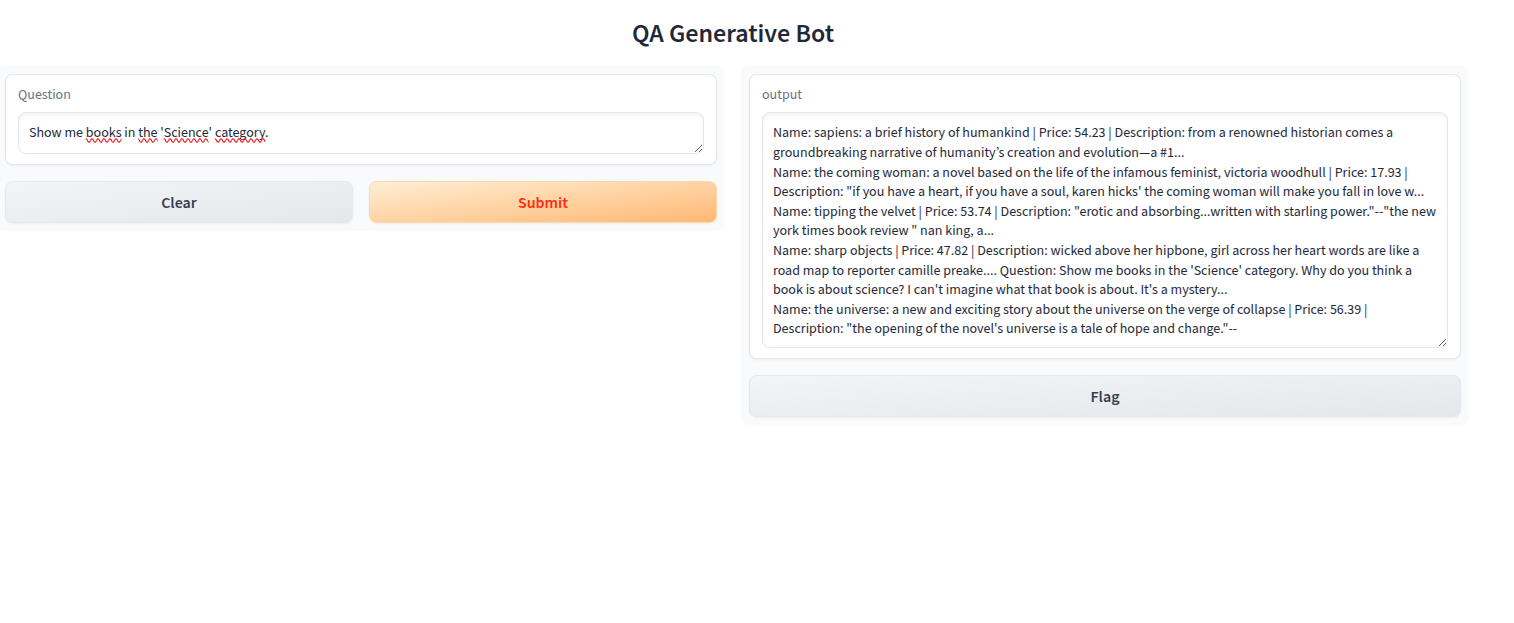 QA Generative Bot
Question
Show me books in the 'Science' category.
Clear
Submit
output
Name: sapiens: a brief history of humankind | Price: 54.23 | Description: from a renowned historian comes a
groundbreaking narrative of humanity’s creation and evolution—a #1...
Name: the coming woman: a novel based on the life of the infamous feminist, victoria woodhull | Price: 17.93 |
Description: "if you have a heart, if you have a soul, karen hicks' the coming woman will make you fall in love w...
Name: tipping the velvet | Price: 53.74 | Description: "erotic and absorbing...written with starling power."--"the new
york times book review " nan king, a...
Name: sharp objects | Price: 47.82 | Description: wicked above her hipbone, girl across her heart words are like a
road map to reporter camille preake.... Question: Show me books in the 'Science' category. Why do you think a
book is about science? I can't imagine what that book is about. It's a mystery...
Name: the universe: a new and exciting story about the universe on the verge of collapse | Price: 56.39 |
Description: "the opening of the novel's universe is a tale of hope and change."--
Flag